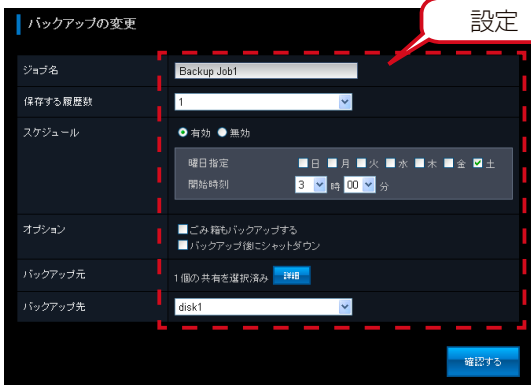 設定
バックアップの変更
ジョブ名 Backup Job1
保存する履歴数 1
スケジュール 有効 無効
曜日指定 日 月 火 水 木 金 土
開始時刻 3 時 00 分
オプション ごみ箱もバックアップする
バックアップ後にシャットダウン
バックアップ元 1個の共有を選択済み 詳細
バックアップ先 disk1
確認する